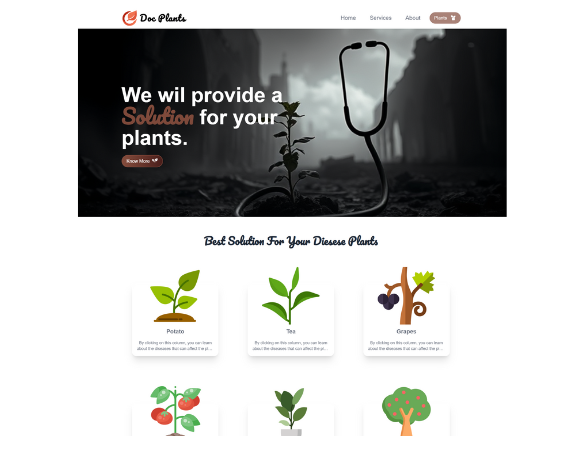 Doc Plants
Home Services About Plants
We wil provide a
Solution for your
plants.
Know More
Best Solution For Your Diesese Plants
Potato
By clicking on this column, you can learn
about the diseases that can affect the pl...
Tea
By clicking on this column, you can learn
about the diseases that can affect the pl...
Grapes
By clicking on this column, you can learn
about the diseases that can affect the pl...